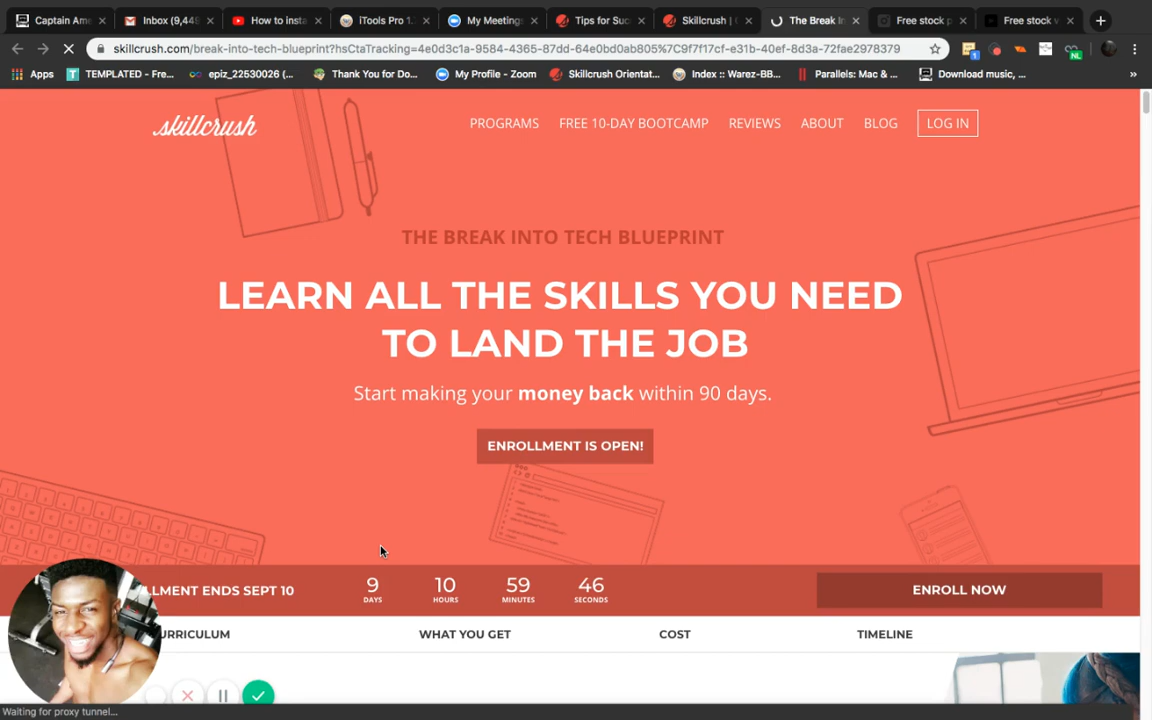 Captain Ame
Inbox (9,448
How to insta
iTools Pro 1.
My Meetings
Tips for Suc
Skillcrush | C
The Break In
Free stock p
Free stock v
skillcrush.com/break-into-tech-blueprint?hsCtaTracking=4e0d3c1a-9584-4365-87dd-64e0bd0ab805%7C9f7f17cf-e31b-40ef-8d3a-72fae2978379
Apps
TEMPLATED - Fre...
epiz_22530026 (...
Thank You for Do...
My Profile - Zoom
Skillcrush Orientat...
Index :: Warez-BB...
Parallels: Mac & ...
Download music, ...
skillcrush
PROGRAMS
FREE 10-DAY BOOTCAMP
REVIEWS
ABOUT
BLOG
LOG IN
THE BREAK INTO TECH BLUEPRINT
LEARN ALL THE SKILLS YOU NEED
TO LAND THE JOB
Start making your money back within 90 days.
ENROLLMENT IS OPEN!
LLMENT ENDS SEPT 10
9 10 59 46
DAYS HOURS MINUTES SECONDS
ENROLL NOW
URRICULUM
WHAT YOU GET
COST
TIMELINE
Waiting for proxy tunnel...